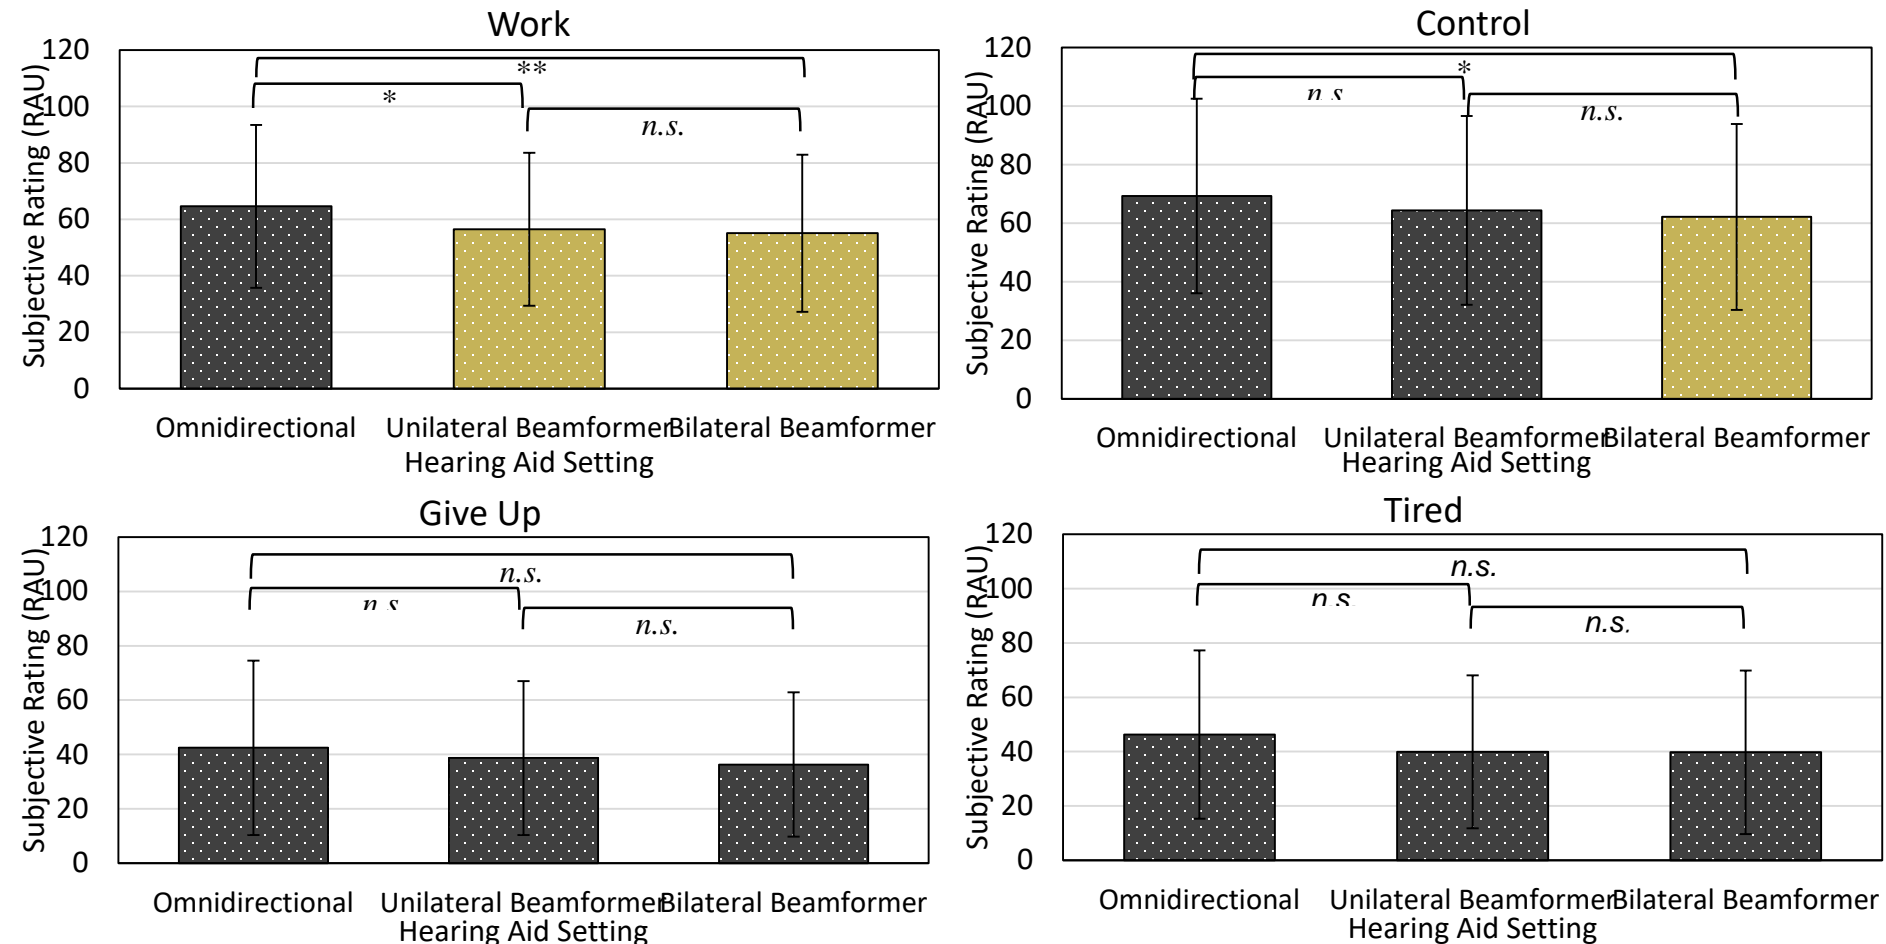 Work
Subjective Rating (RAU)
120
100
80
60
40
20
0
**
*
n.s.
Omnidirectional
Unilateral Beamformer
Bilateral Beamformer
Hearing Aid Setting
Control
Subjective Rating (RAU)
120
100
80
60
40
20
0
*
n.s
n.s.
Omnidirectional
Unilateral Beamformer
Bilateral Beamformer
Hearing Aid Setting
Give Up
Subjective Rating (RAU)
120
100
80
60
40
20
0
n.s.
n.s
n.s.
Omnidirectional
Unilateral Beamformer
Bilateral Beamformer
Hearing Aid Setting
Tired
Subjective Rating (RAU)
120
100
80
60
40
20
0
n.s.
n.s.
n.s.
Omnidirectional
Unilateral Beamformer
Bilateral Beamformer
Hearing Aid Setting